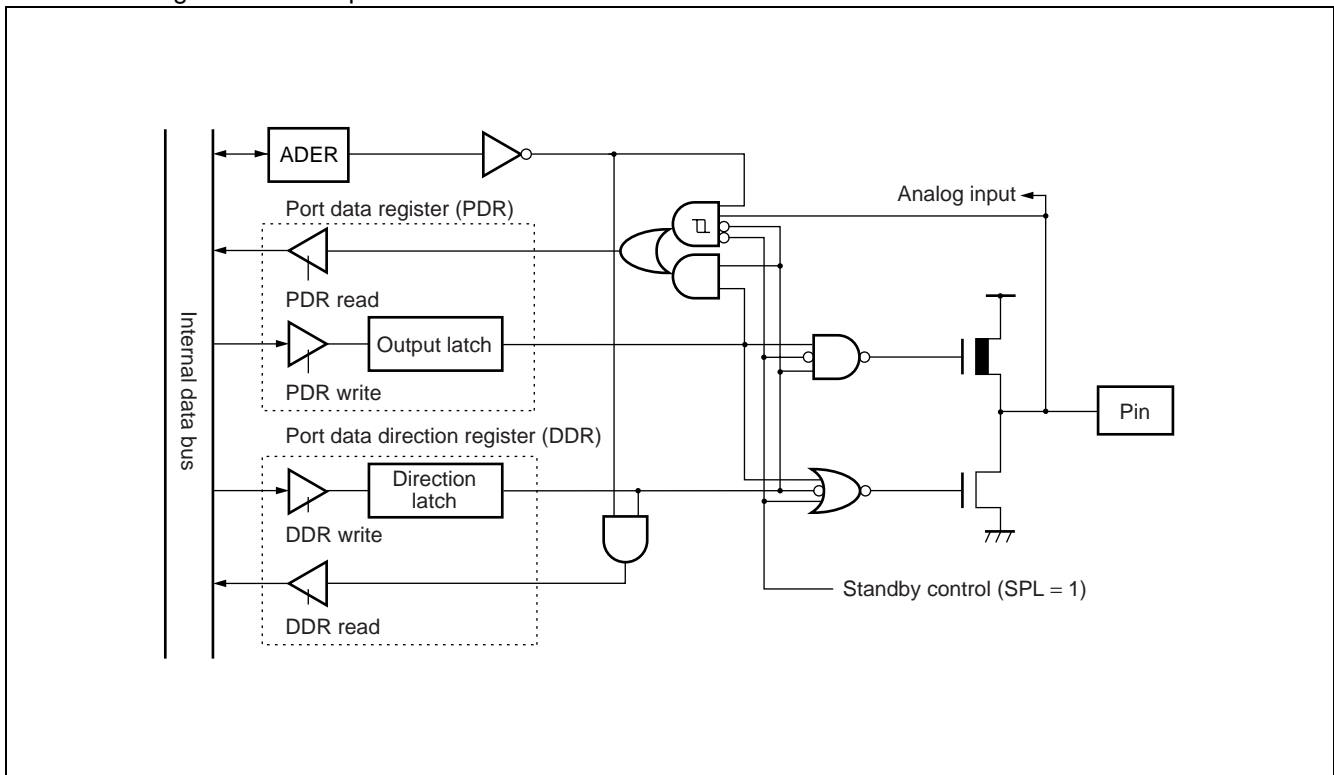 ADER
Analog input
Port data register (PDR)
PDR read
Internal data bus
Output latch
PDR write
Pin
Port data direction register (DDR)
Direction
latch
DDR write
Standby control (SPL = 1)
DDR read